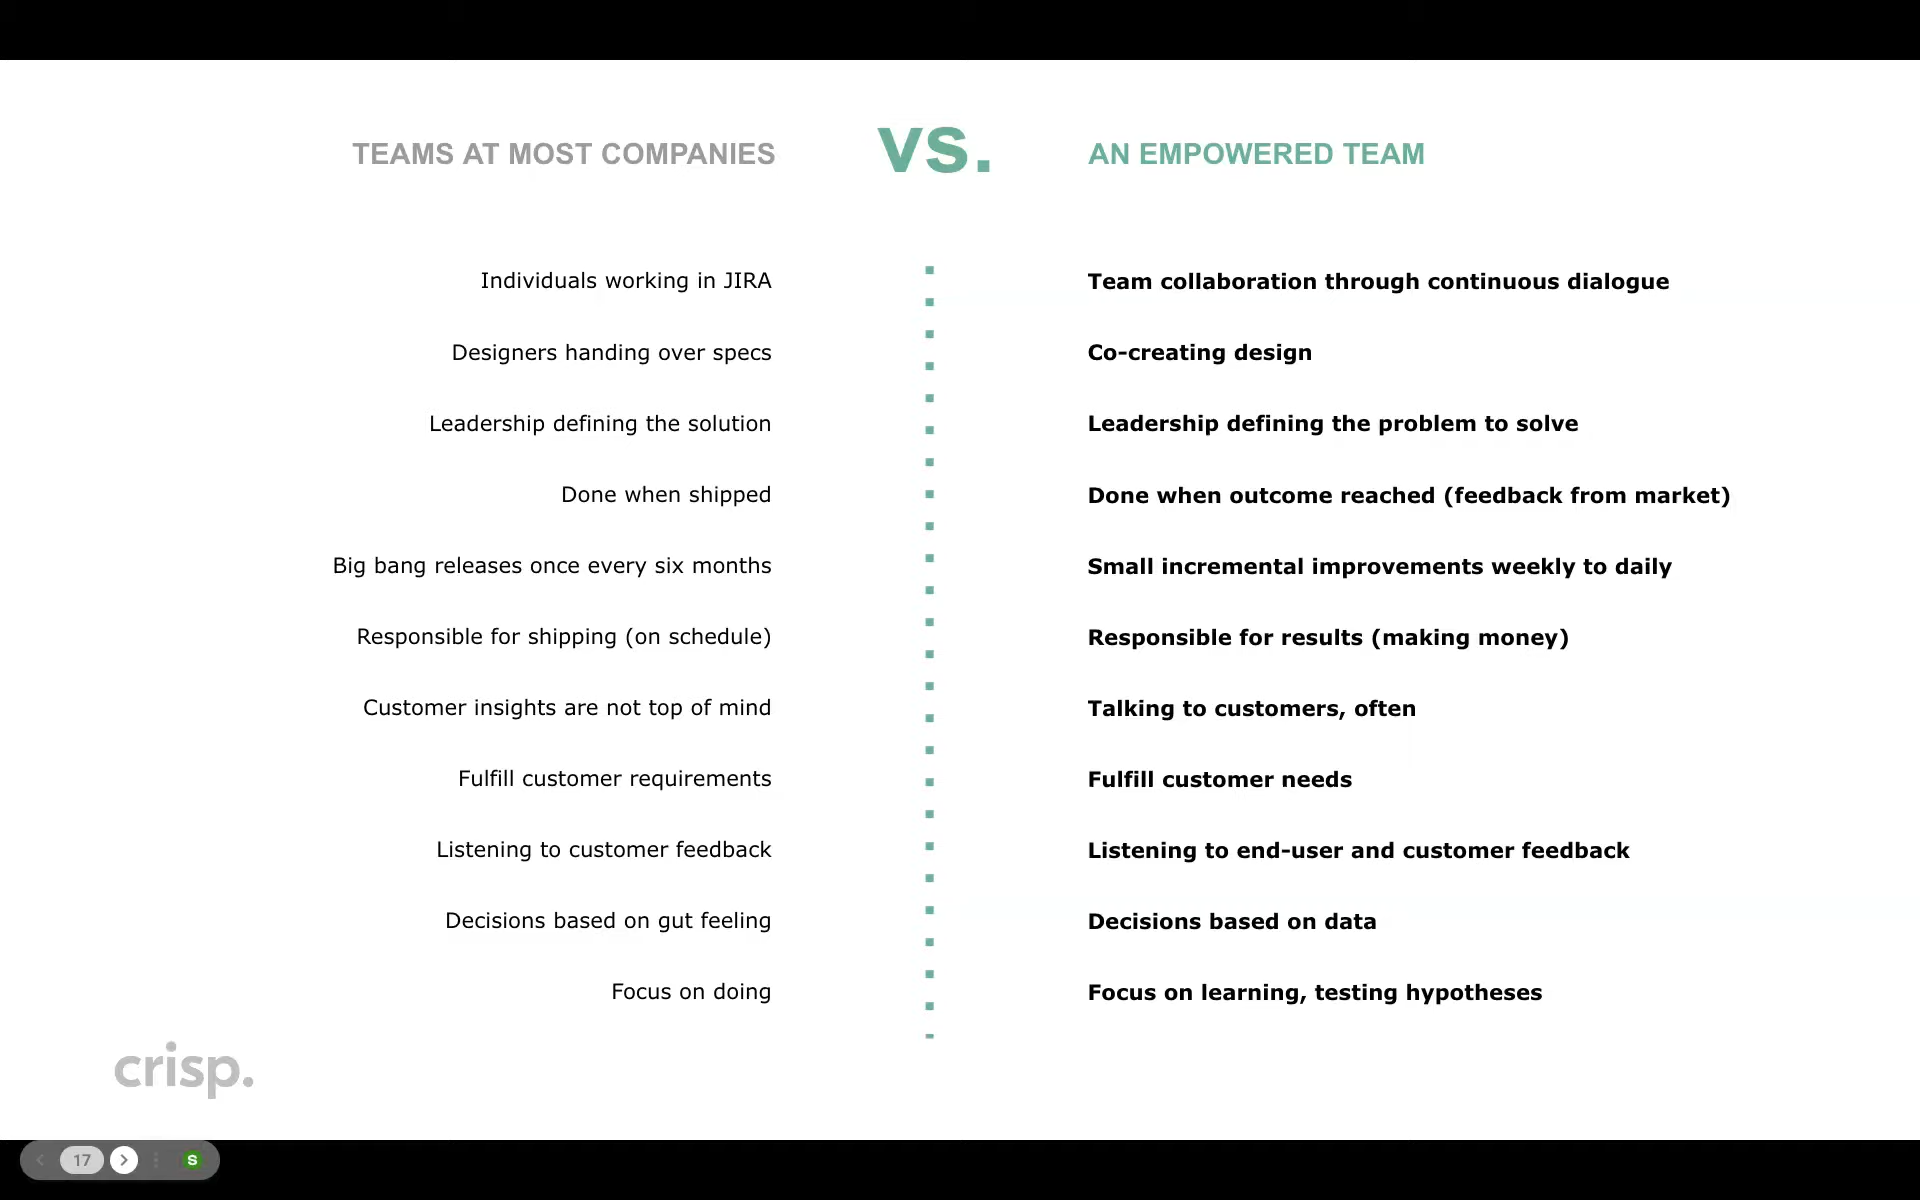 TEAMS AT MOST COMPANIES vs. AN EMPOWERED TEAM
Individuals working in JIRA Team collaboration through continuous dialogue
Designers handing over specs Co-creating design
Leadership defining the solution Leadership defining the problem to solve
Done when shipped Done when outcome reached (feedback from market)
Big bang releases once every six months Small incremental improvements weekly to daily
Responsible for shipping (on schedule) Responsible for results (making money)
Customer insights are not top of mind Talking to customers, often
Fulfill customer requirements Fulfill customer needs
Listening to customer feedback Listening to end-user and customer feedback
Decisions based on gut feeling Decisions based on data
Focus on doing Focus on learning, testing hypotheses
crisp.
17 S